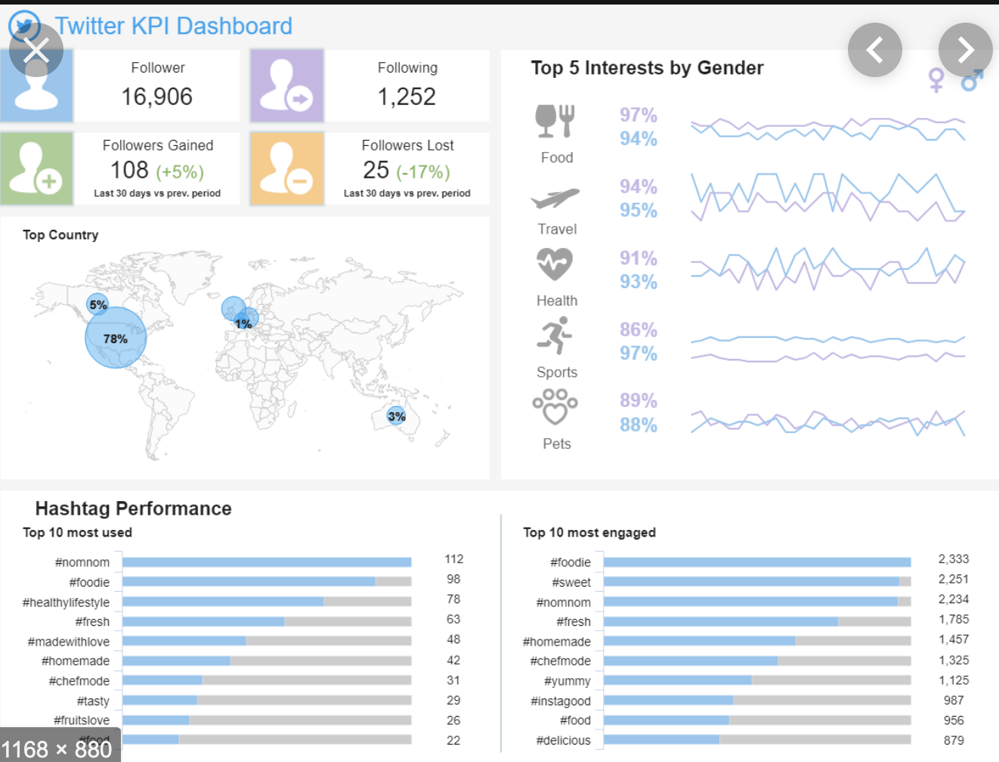 Twitter KPI Dashboard
Follower
16,906
Following
1,252
Followers Gained
108 (+5%)
Last 30 days vs prev. period
Followers Lost
25 (-17%)
Last 30 days vs prev. period
Top Country
5%
78%
1%
3%
Top 5 Interests by Gender
97%
94%
Food
94%
95%
Travel
91%
93%
Health
86%
97%
Sports
89%
88%
Pets
Hashtag Performance
Top 10 most used
#nomnom 112
#foodie 98
#healthylifestyle 78
#fresh 63
#madewithlove 48
#homemade 42
#chefmode 31
#tasty 29
#fruitslove 26
#food 22
Top 10 most engaged
#foodie 2,333
#sweet 2,251
#nomnom 2,234
#fresh 1,785
#homemade 1,457
#chefmode 1,325
#yummy 1,125
#instagood 987
#food 956
#delicious 879
1168 × 880